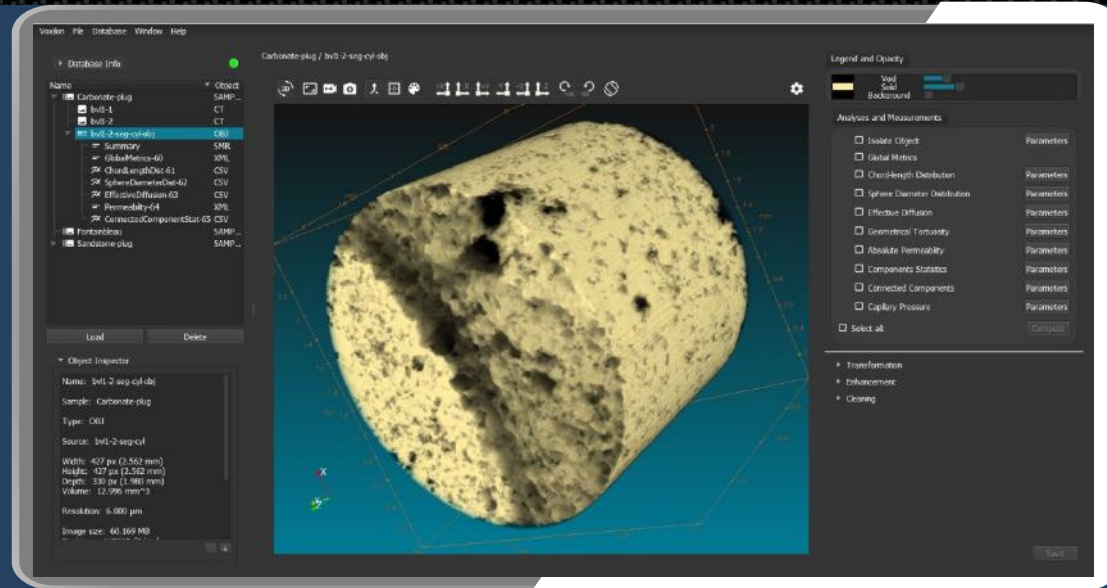 Voxilon File Database Window Help
Database Info
Carbonate-plug / bvl1-2-seg-cyl-obj
Name Object
Carbonate-plug SAMP...
bvl1-1 CT
bvl1-2 CT
bvl1-2-seg-cyl-obj OBJ
Summary SMR
GlobalMetrics-60 XML
ChordLengthDist-61 CSV
SphereDiameterDist-62 CSV
EffectiveDiffusion-63 CSV
Permeability-64 XML
ConnectedComponentStat-65 CSV
Fontainbleau SAMP...
Sandstone-plug SAMP...
Load Delete
Object Inspector
Name: bvl1-2-seg-cyl-obj
Sample: Carbonate-plug
Type: OBJ
Source: bvl1-2-seg-cyl
Width: 427 px (2.562 mm)
Height: 427 px (2.562 mm)
Depth: 330 px (1.980 mm)
Volume: 12.996 mm^3
Resolution: 6.000 µm
Image size: 60.169 MB
X
Legend and Opacity
Void
Solid
Background
Analyses and Measurements
Isolate Object Parameters
Global Metrics
Chord-length Distribution Parameters
Sphere Diameter Distribution Parameters
Effective Diffusion Parameters
Geometrical Tortuosity Parameters
Absolute Permeability Parameters
Components Statistics Parameters
Connected Components Parameters
Capillary Pressure Parameters
Select all Compute
Transformation
Enhancement
Cleaning
Save